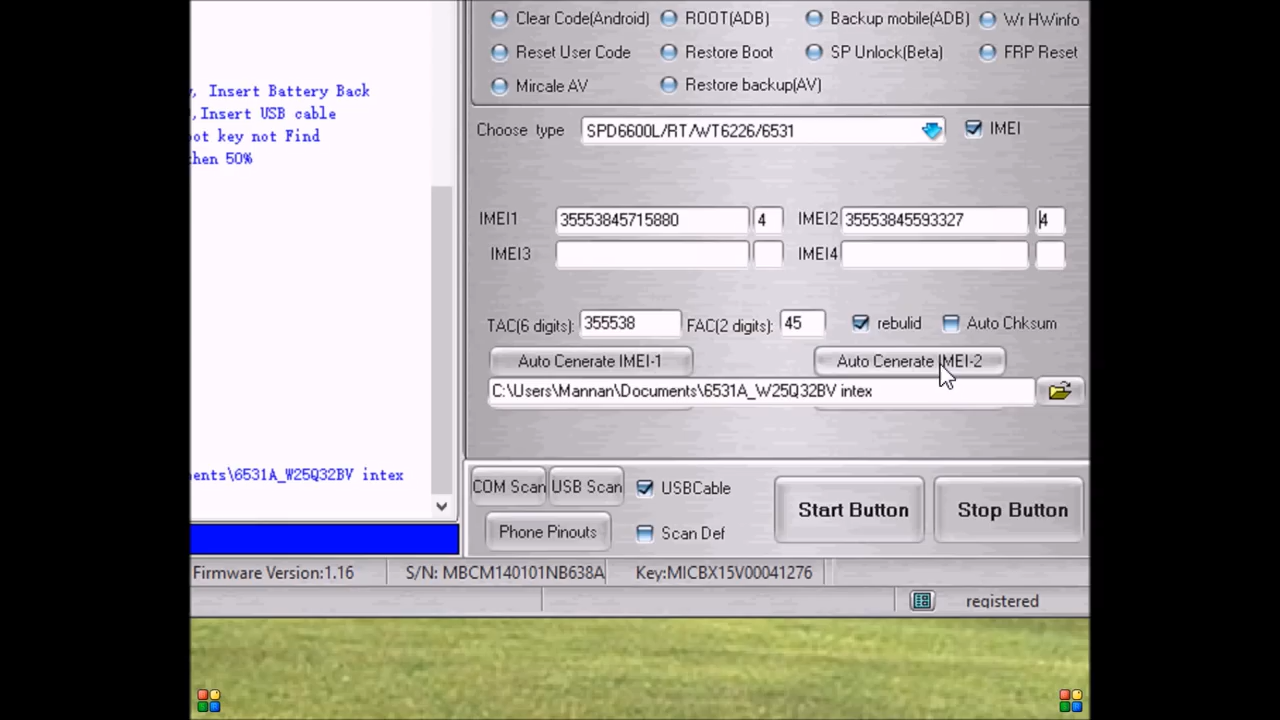 Clear Code(Android) ROOT(ADB) Backup mobile(ADB) Wr HWinfo
Reset User Code Restore Boot SP Unlock(Beta) FRP Reset
Mircale AV Restore backup(AV)
, Insert Battery Back
,Insert USB cable
ot key not Find
hen 50%
Choose type SPD6600L/RT/WT6226/6531 IMEI
IMEI1 35553845715880 4 IMEI2 35553845593327 4
IMEI3 IMEI4
TAC(6 digits): 355538 FAC(2 digits): 45 rebulid Auto Chksum
Auto Cenerate IMEI-1 Auto Cenerate IMEI-2
C:\Users\Mannan\Documents\6531A_W25Q32BV intex
ents\6531A_W25Q32BV intex
COM Scan USB Scan USBCable
Start Button Stop Button
Phone Pinouts Scan Def
Firmware Version:1.16 S/N: MBCM140101NB638A Key:MICBX15V00041276
registered